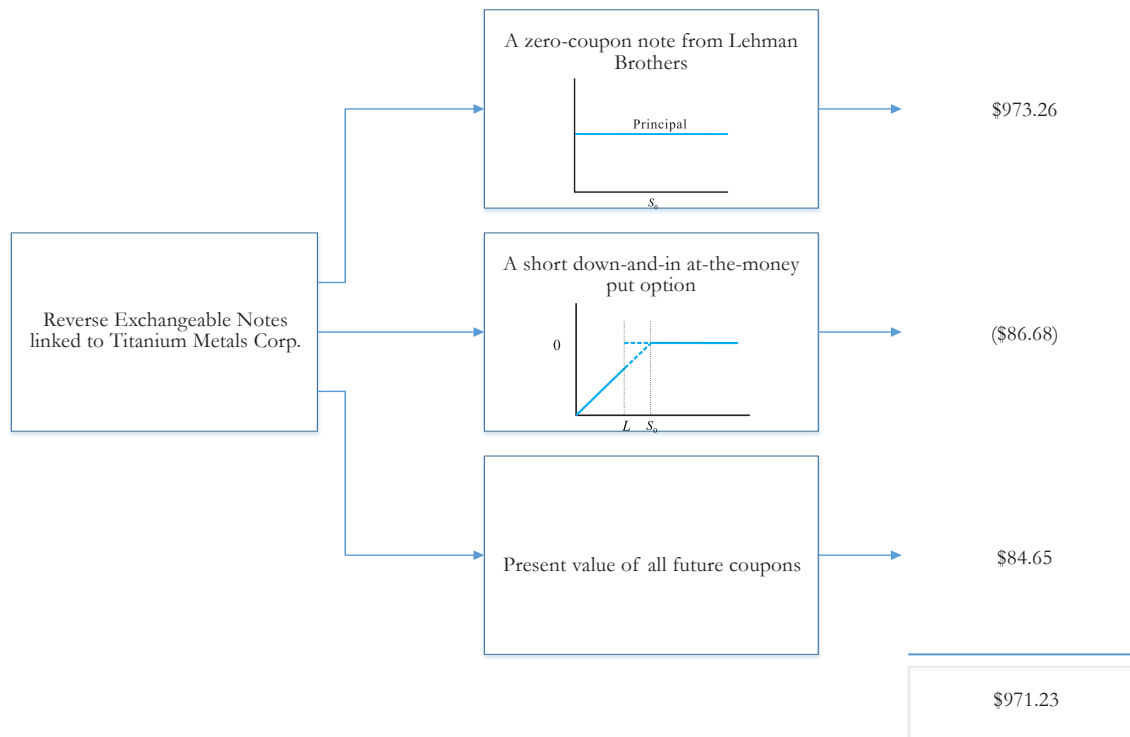 A zero-coupon note from Lehman
Brothers
Principal
S₀
$973.26
Reverse Exchangeable Notes
linked to Titanium Metals Corp.
A short down-and-in at-the-money
put option
0
L S₀
($86.68)
Present value of all future coupons
$84.65
$971.23